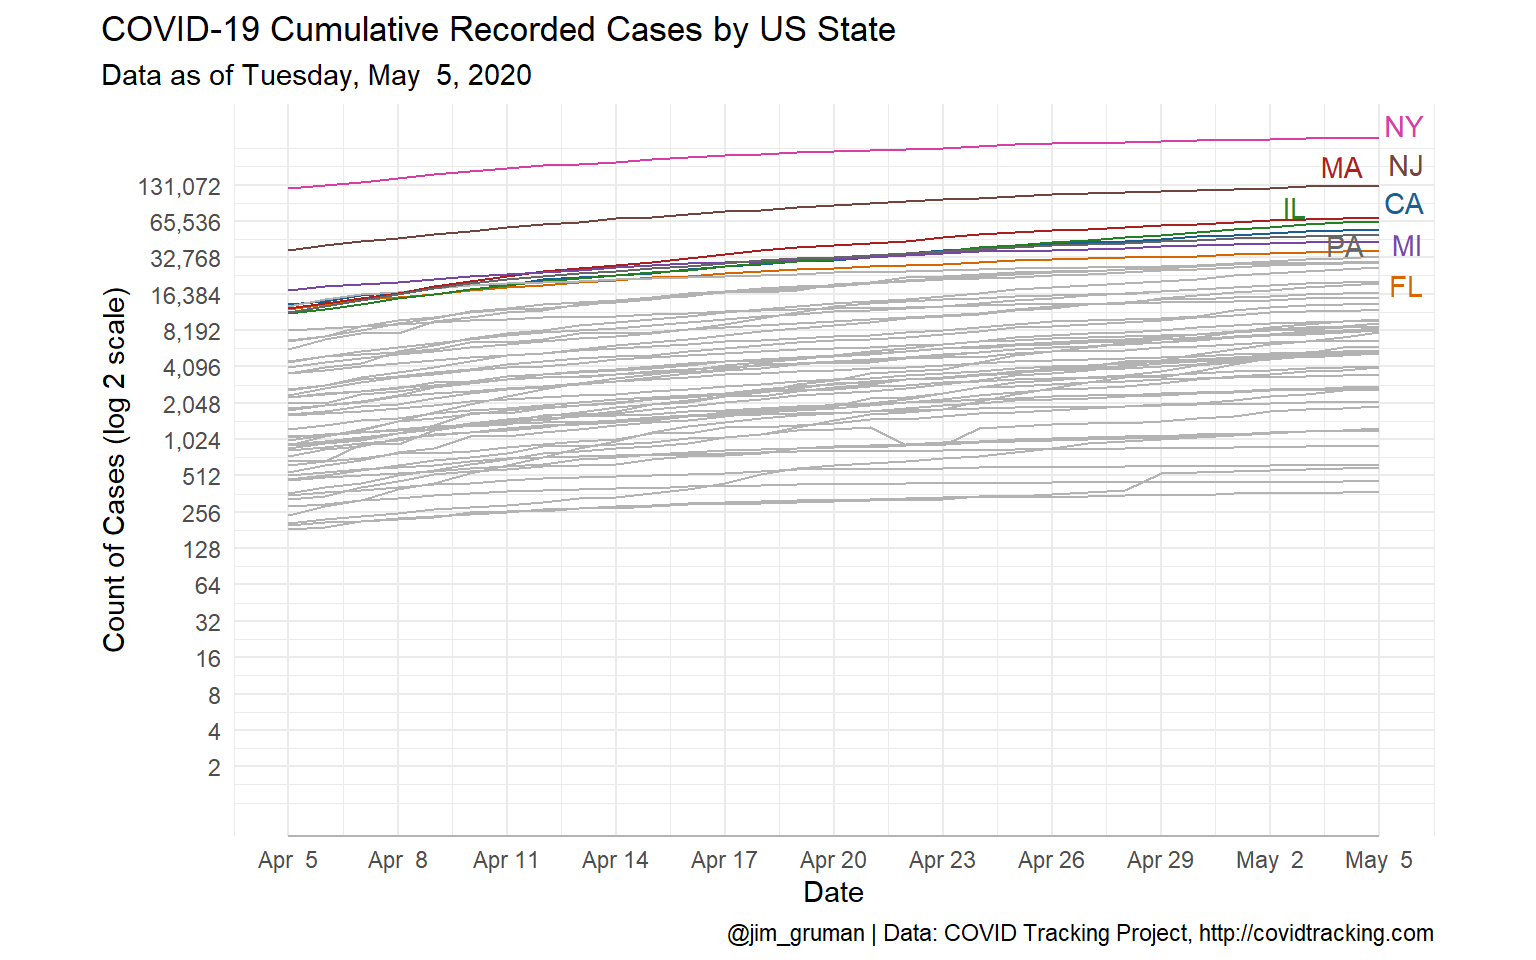 COVID-19 Cumulative Recorded Cases by US State
Data as of Tuesday, May  5, 2020
NY
MA
NJ
IL
CA
PA
MI
FL
131,072
65,536
32,768
16,384
8,192
4,096
2,048
1,024
512
256
128
64
32
16
8
4
2
Count of Cases (log 2 scale)
Apr  5 Apr  8 Apr 11 Apr 14 Apr 17 Apr 20 Apr 23 Apr 26 Apr 29 May  2 May  5
Date
@jim_gruman | Data: COVID Tracking Project, http://covidtracking.com